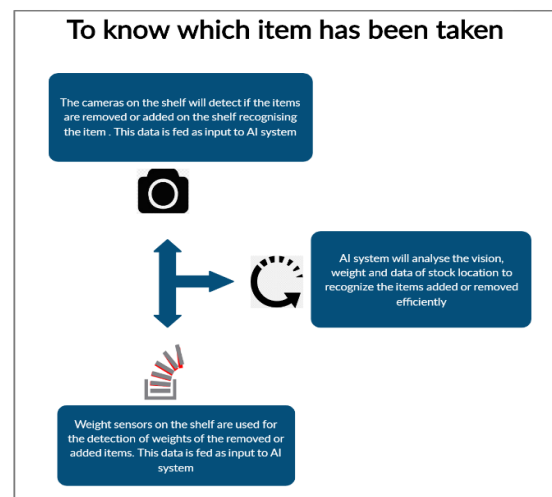 To know which item has been taken
The cameras on the shelf will detect if the items
are removed or added on the shelf recognising
the item . This data is fed as input to AI system
AI system will analyse the vision,
weight and data of stock location to
recognize the items added or removed
efficiently
Weight sensors on the shelf are used for
the detection of weights of the removed or
added items. This data is fed as input to AI
system